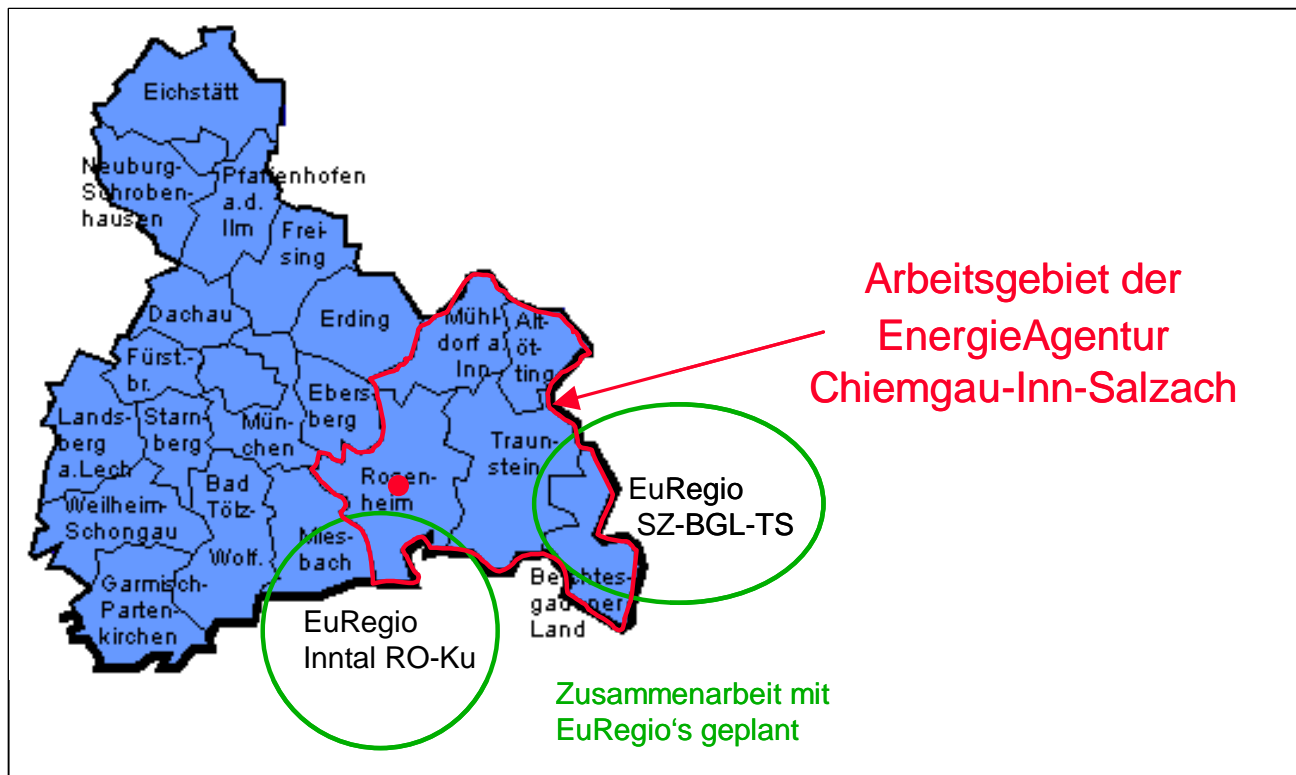 Eichstätt
Neuburg-
Schroben-
hausen
Pfaffenhofen
a.d.
Ilm
Frei-
sing
Dachau
Erding
Mühl-
dorf a.
Inn
Alt-
öt-
ting
Fürst.-
br.
Ebers-
berg
Lands-
berg
a.Lech
Starn-
berg
Mün-
chen
Traun-
stein
Rosen-
heim
Bad
Tölz-
Wolf.
Weilheim-
Schongau
Mies-
bach
Garmisch-
Parten-
kirchen
Berchtes-
gadener
Land
Arbeitsgebiet der
EnergieAgentur
Chiemgau-Inn-Salzach
EuRegio
SZ-BGL-TS
EuRegio
Inntal RO-Ku
Zusammenarbeit mit
EuRegio‘s geplant